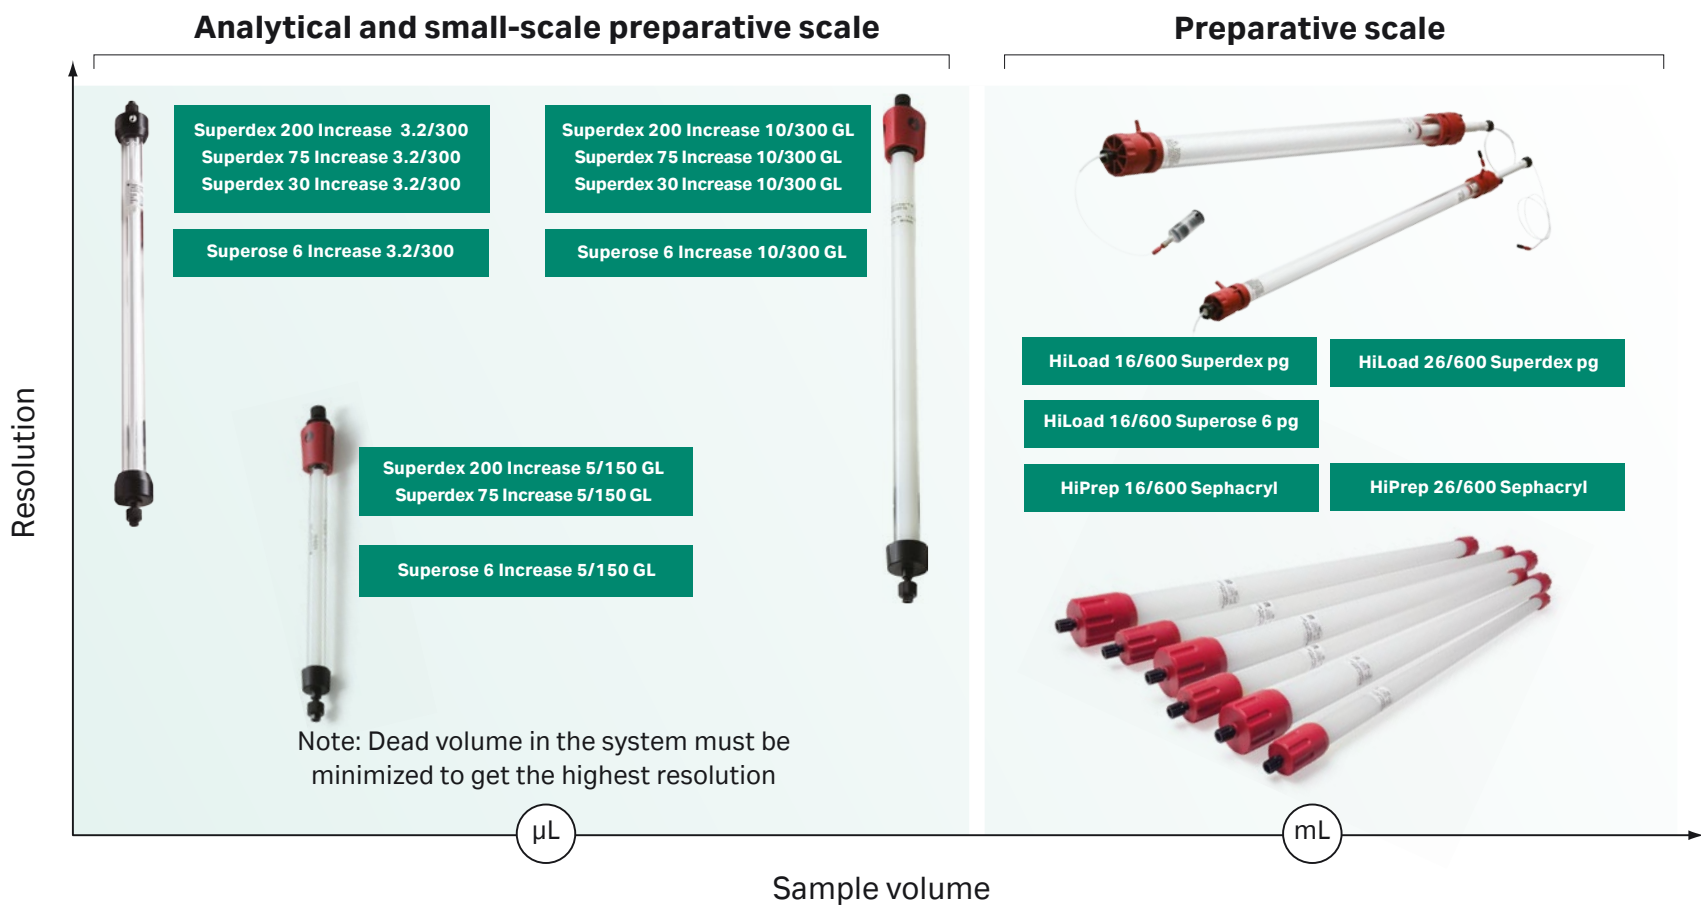 Analytical and small-scale preparative scale
Preparative scale
Superdex 200 Increase 3.2/300
Superdex 75 Increase 3.2/300
Superdex 30 Increase 3.2/300
Superose 6 Increase 3.2/300
Superdex 200 Increase 10/300 GL
Superdex 75 Increase 10/300 GL
Superdex 30 Increase 10/300 GL
Superose 6 Increase 10/300 GL
Superdex 200 Increase 5/150 GL
Superdex 75 Increase 5/150 GL
Superose 6 Increase 5/150 GL
Note: Dead volume in the system must be
minimized to get the highest resolution
HiLoad 16/600 Superdex pg
HiLoad 26/600 Superdex pg
HiLoad 16/600 Superose 6 pg
HiPrep 16/600 Sephacryl
HiPrep 26/600 Sephacryl
Resolution
µL
mL
Sample volume